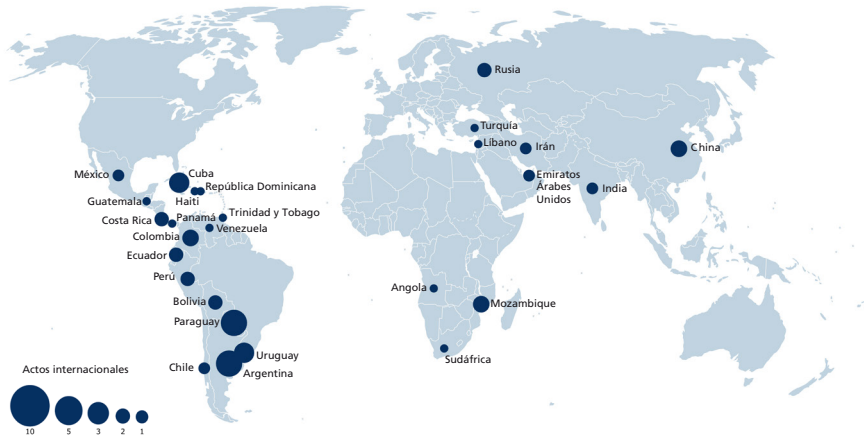 Rusia
Turquía
Líbano
Irán
China
México
Cuba
República Dominicana
Haiti
Guatemala
Emiratos
Árabes
Unidos
India
Costa Rica
Panamá
Trinidad y Tobago
Venezuela
Colombia
Ecuador
Perú
Angola
Bolivia
Mozambique
Paraguay
Uruguay
Sudáfrica
Chile
Argentina
Actos internacionales
10 5 3 2 1